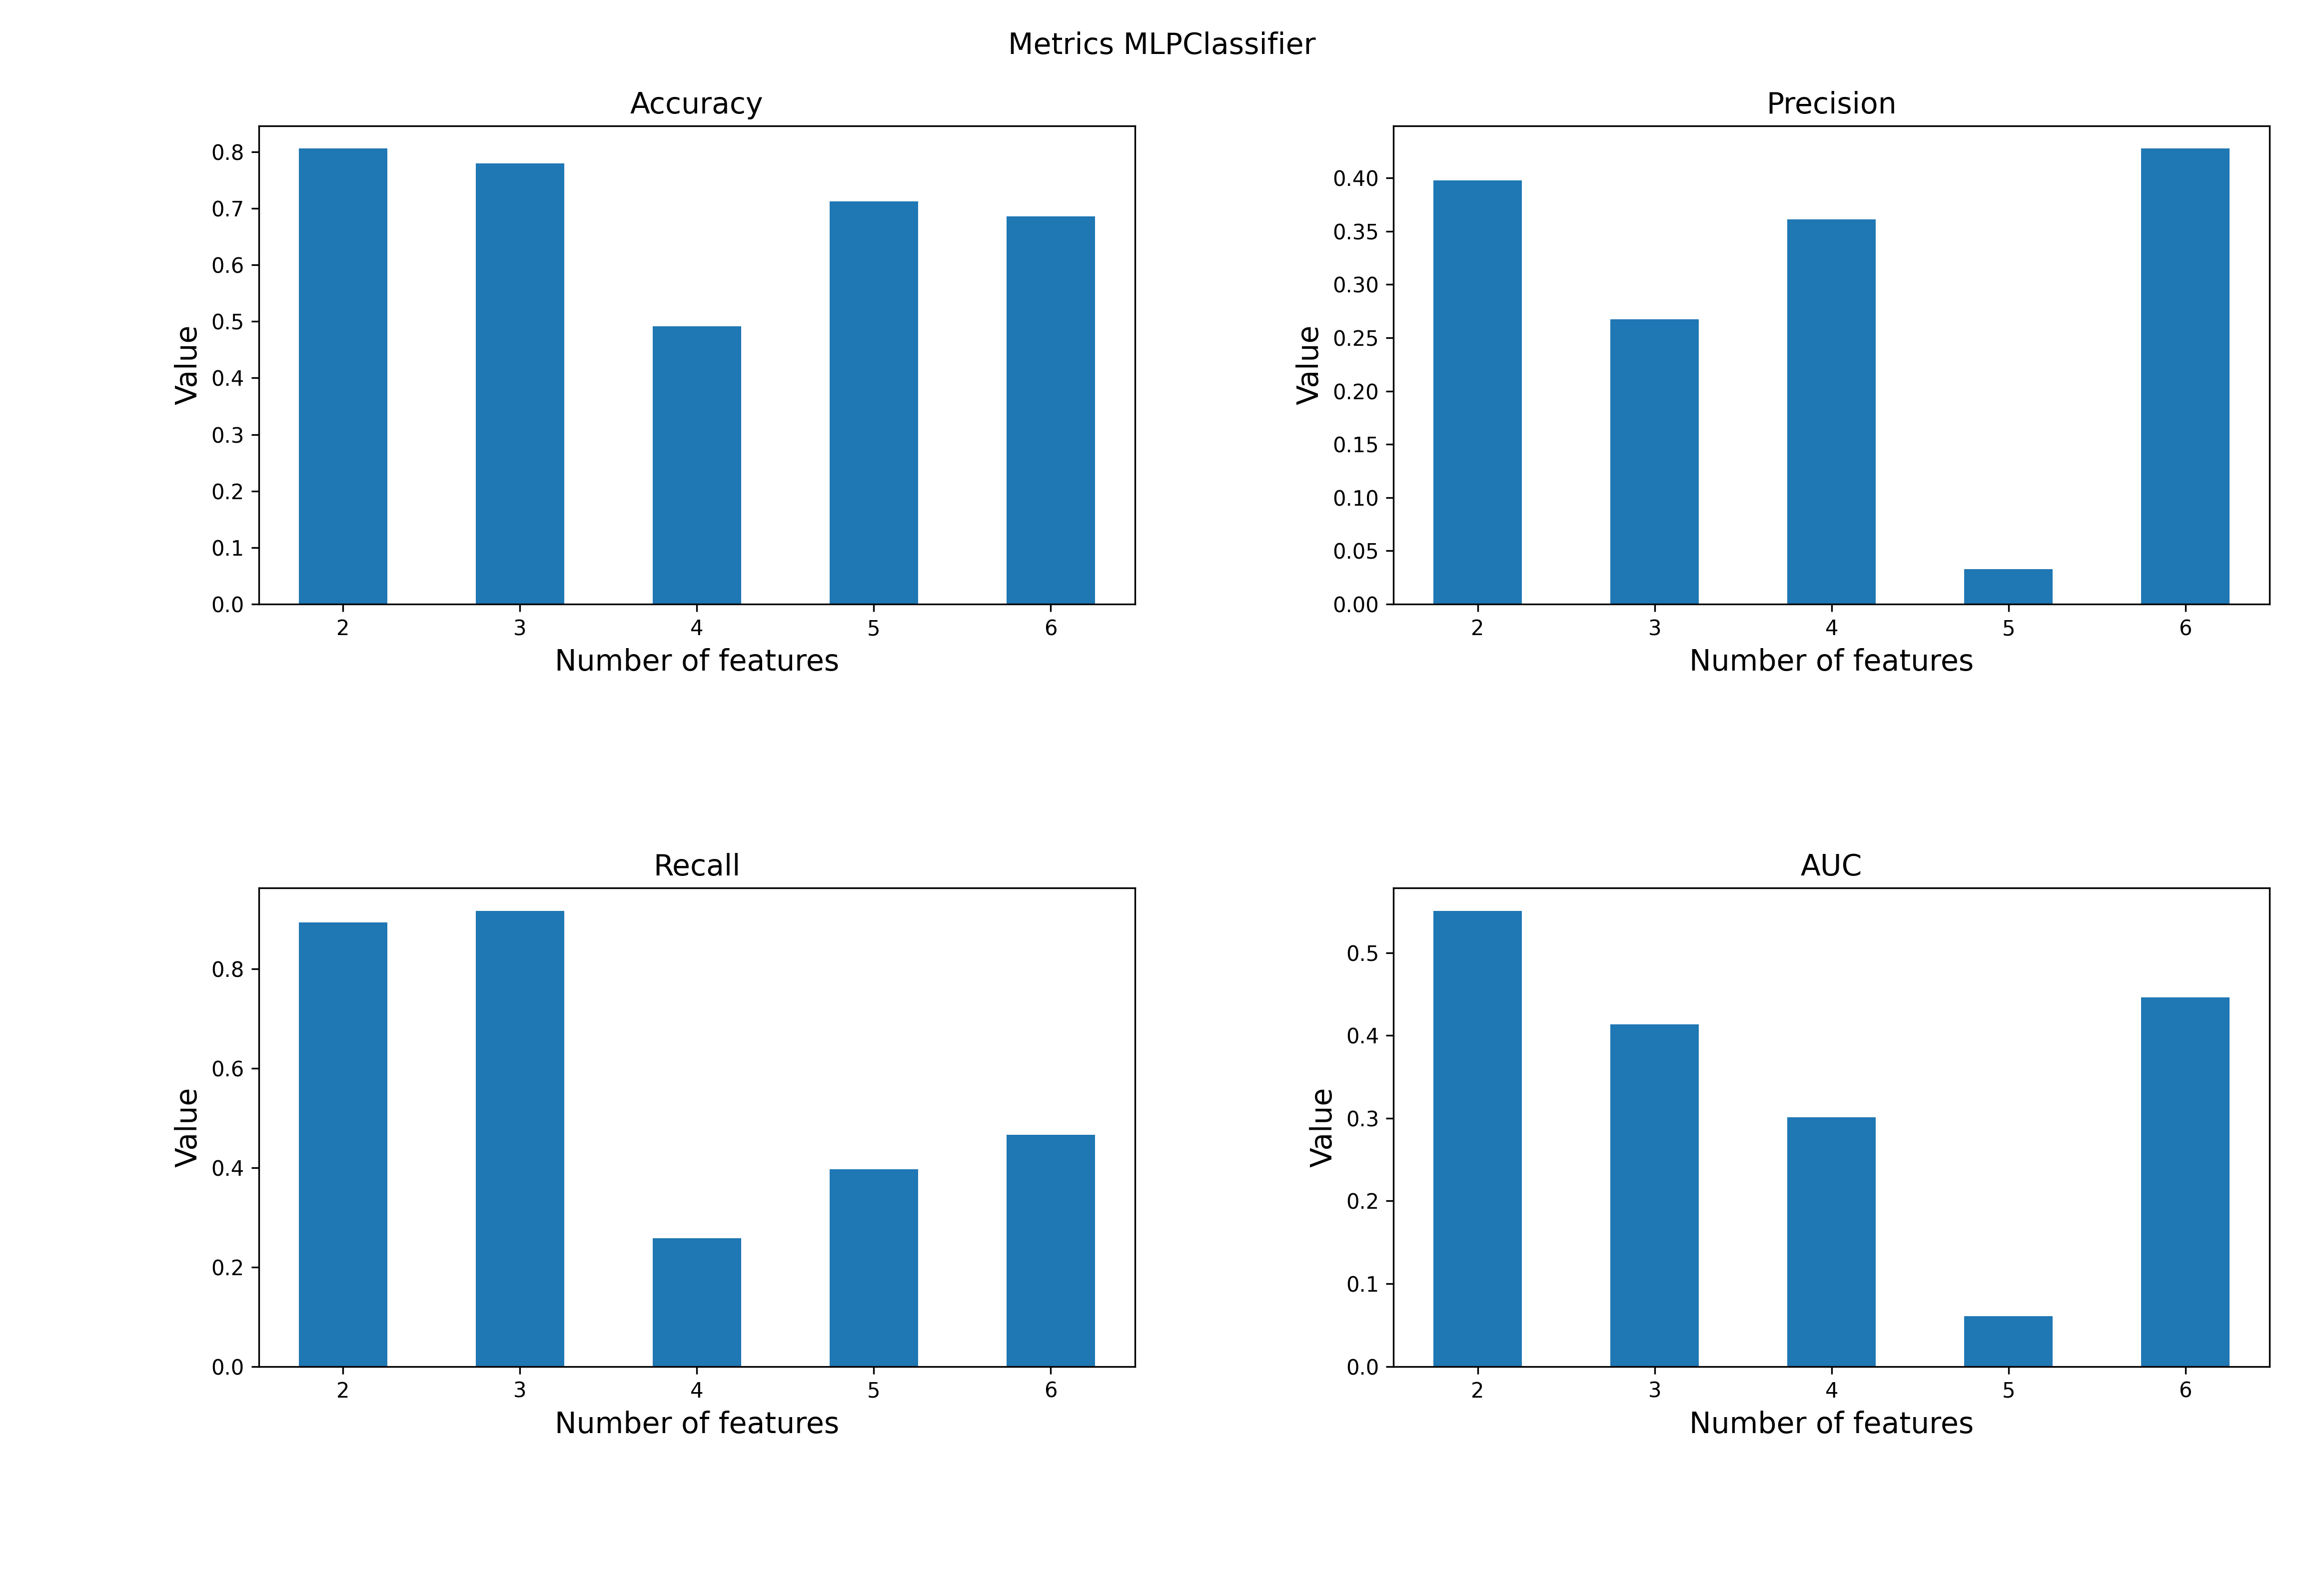 Metrics MLPClassifier
Accuracy
Value
0.8
0.7
0.6
0.5
0.4
0.3
0.2
0.1
0.0
2 3 4 5 6
Number of features
Precision
Value
0.40
0.35
0.30
0.25
0.20
0.15
0.10
0.05
0.00
2 3 4 5 6
Number of features
Recall
Value
0.8
0.6
0.4
0.2
0.0
2 3 4 5 6
Number of features
AUC
Value
0.5
0.4
0.3
0.2
0.1
0.0
2 3 4 5 6
Number of features